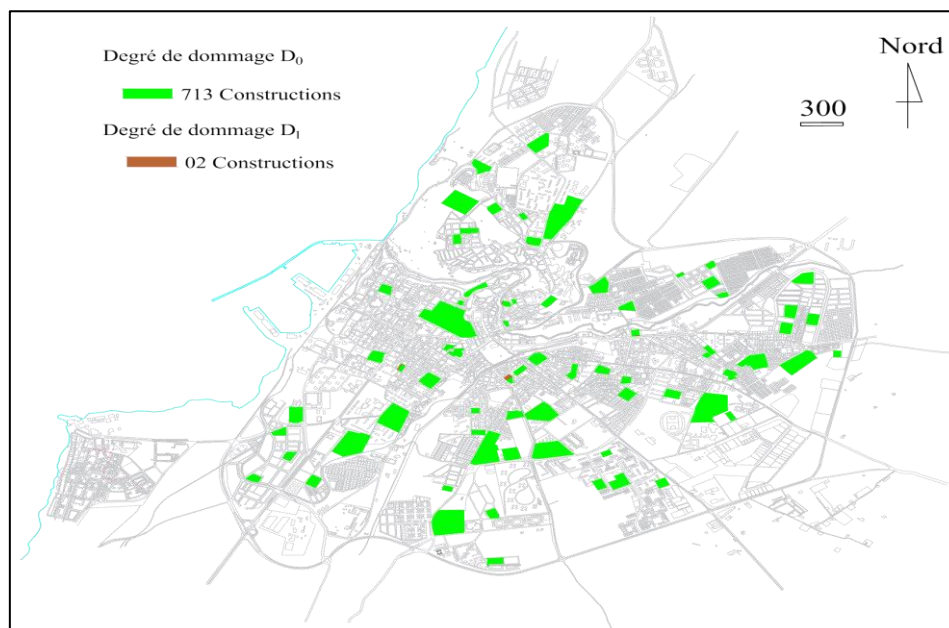 Degré de dommage D₀
713 Constructions
Degré de dommage D₁
02 Constructions
Nord
300